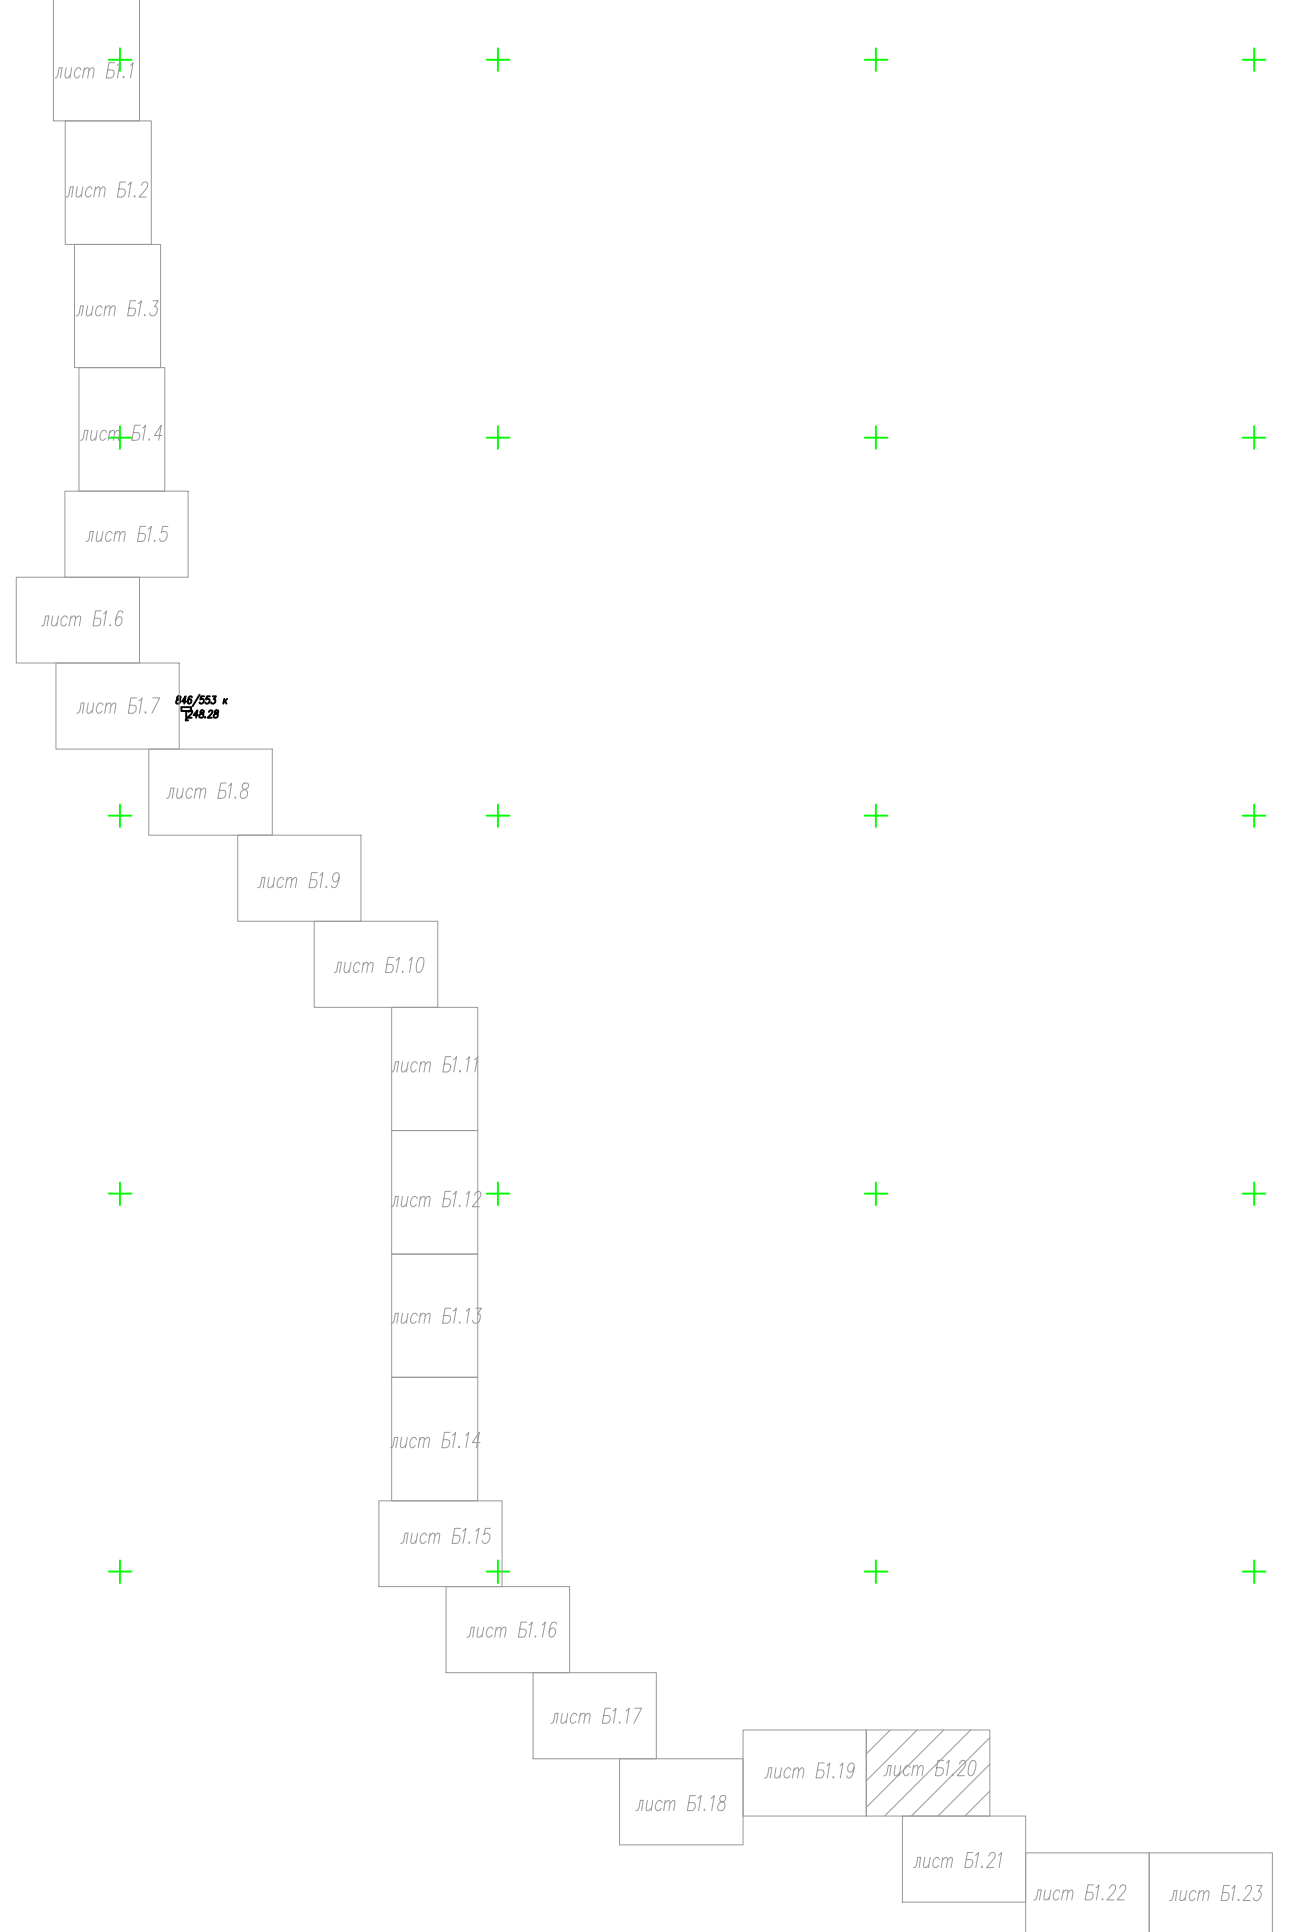 лист Б1.1
лист Б1.2
лист Б1.3
лист Б1.4
лист Б1.5
лист Б1.6
лист Б1.7
846/553 к
248.28
лист Б1.8
лист Б1.9
лист Б1.10
лист Б1.11
лист Б1.12
лист Б1.13
лист Б1.14
лист Б1.15
лист Б1.16
лист Б1.17
лист Б1.18
лист Б1.19
лист Б1.20
лист Б1.21
лист Б1.22
лист Б1.23